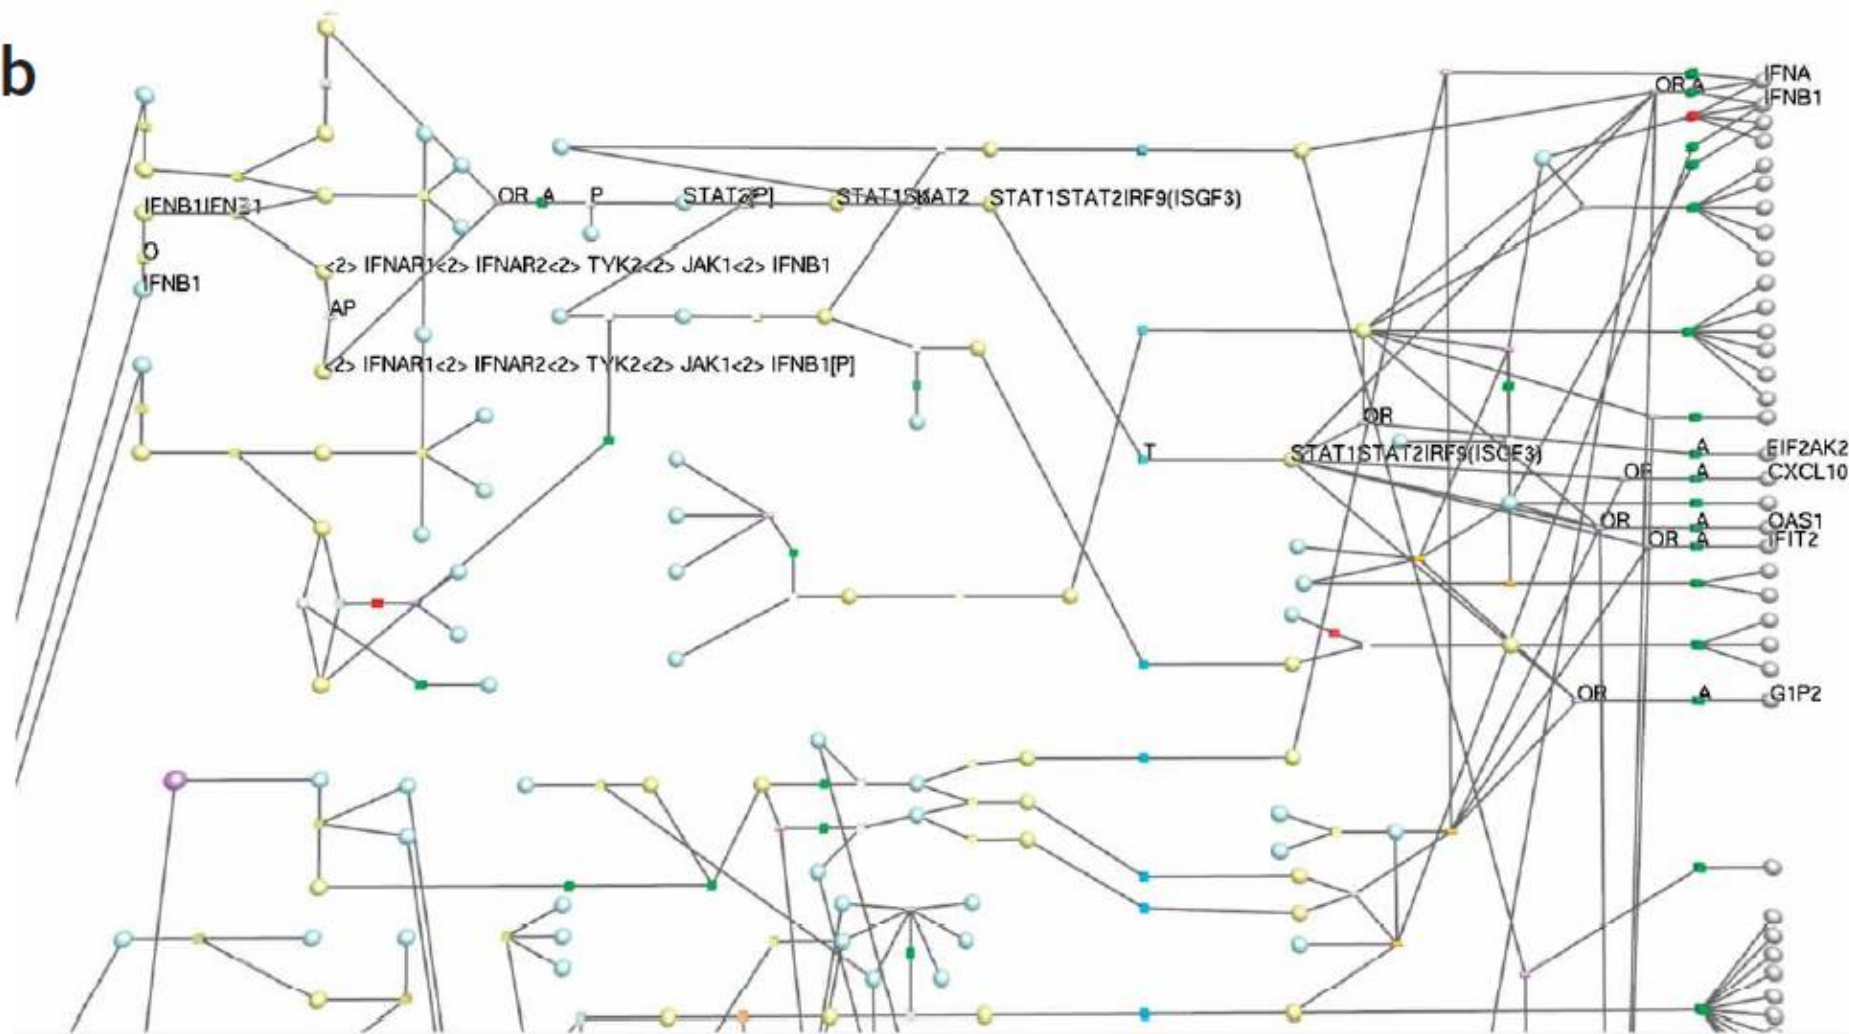 b
IFNA
OR A
IFNB1
IFNB1IFNB1
OR A P STAT2[P] STAT2 STAT1STAT2IRF9(ISGF3)
O
<2> IFNAR1<2> IFNAR2<2> TYK2<2> JAK1<2> IFNB1
IFNB1
AP
<2> IFNAR1<2> IFNAR2<2> TYK2<2> JAK1<2> IFNB1[P]
OR
A EIF2AK2
T STAT1STAT2IRF9(ISGF3)
OR A CXCL10
OR A OAS1
OR A IFIT2
OR A G1P2